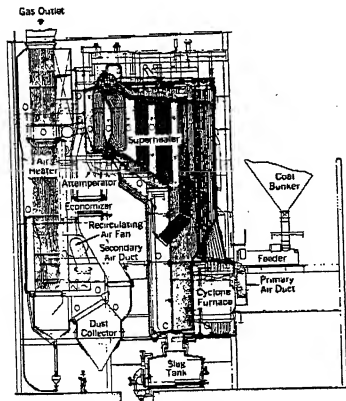 Gas Outlet
Superheater
Air
Heater
Coal
Bunker
Attemperator
Economizer
Recirculating
Air Fan
Secondary
Air Duct
Feeder
Primary
Air Duct
Cyclone
Furnace
Dust
Collector
Slag
Tank